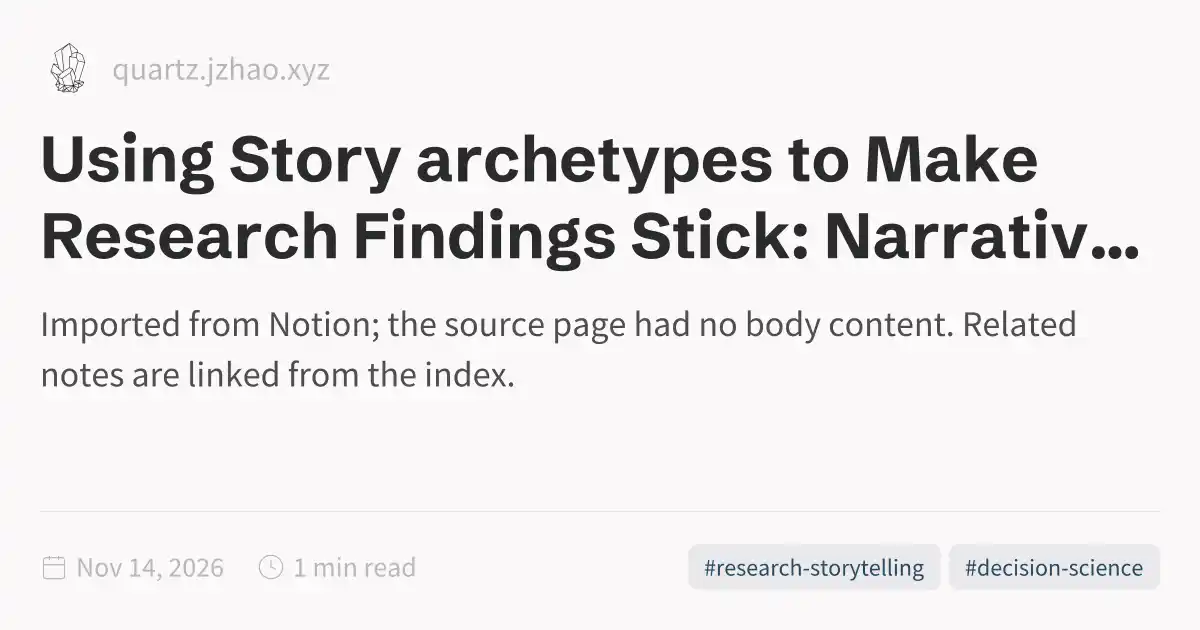 quartz.jzhao.xyz
Using Story archetypes to Make
Research Findings Stick: Narrativ...
Imported from Notion; the source page had no body content. Related
notes are linked from the index.
Nov 14, 2026
1 min read
#research-storytelling
#decision-science